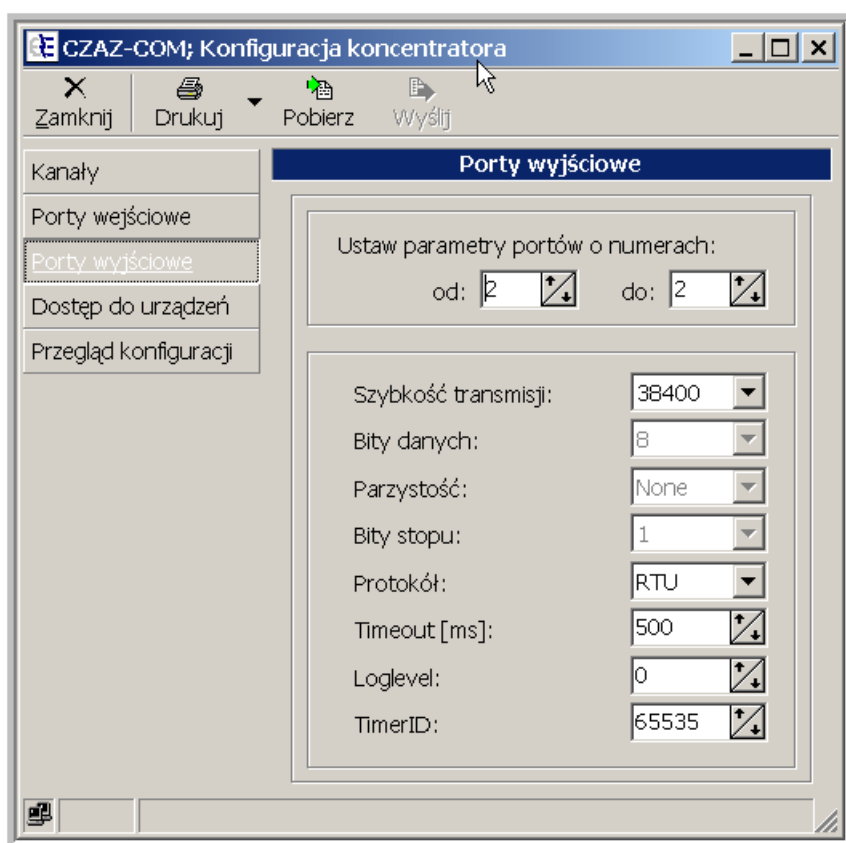 CZAZ-COM; Konfiguracja koncentratora
Zamknij Drukuj Pobierz Wyślij
Kanały
Porty wejściowe
Porty wyjściowe
Dostęp do urządzeń
Przegląd konfiguracji
Porty wyjściowe
Ustaw parametry portów o numerach:
od: 2 do: 2
Szybkość transmisji: 38400
Bity danych: 8
Parzystość: None
Bity stopu: 1
Protokół: RTU
Timeout [ms]: 500
Loglevel: 0
TimerID: 65535